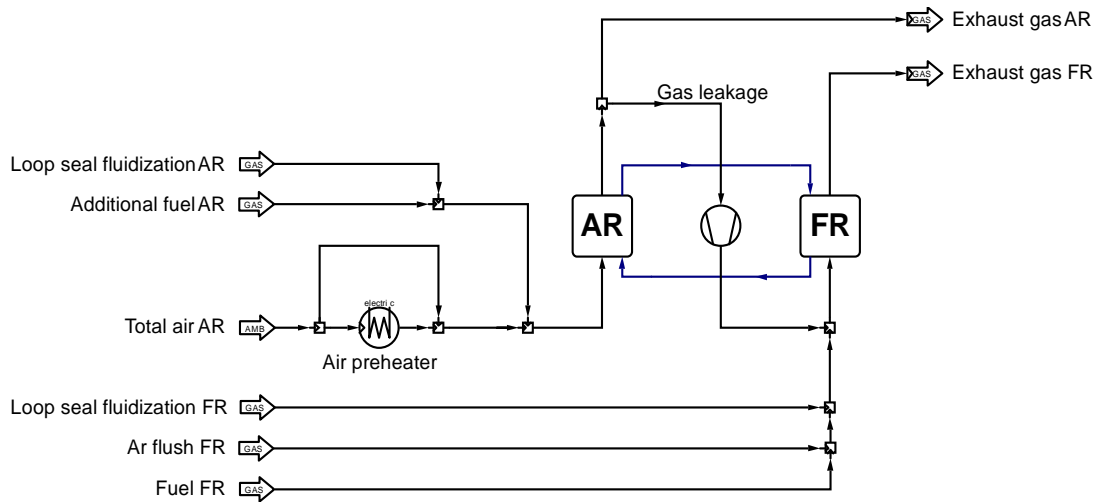 Exhaust gas AR
GAS
Exhaust gas FR
GAS
Gas leakage
Loop seal fluidization AR
GAS
Additional fuel AR
GAS
AR
FR
electri c
Total air AR
AMB
Air preheater
Loop seal fluidization FR
GAS
Ar flush FR
GAS
Fuel FR
GAS